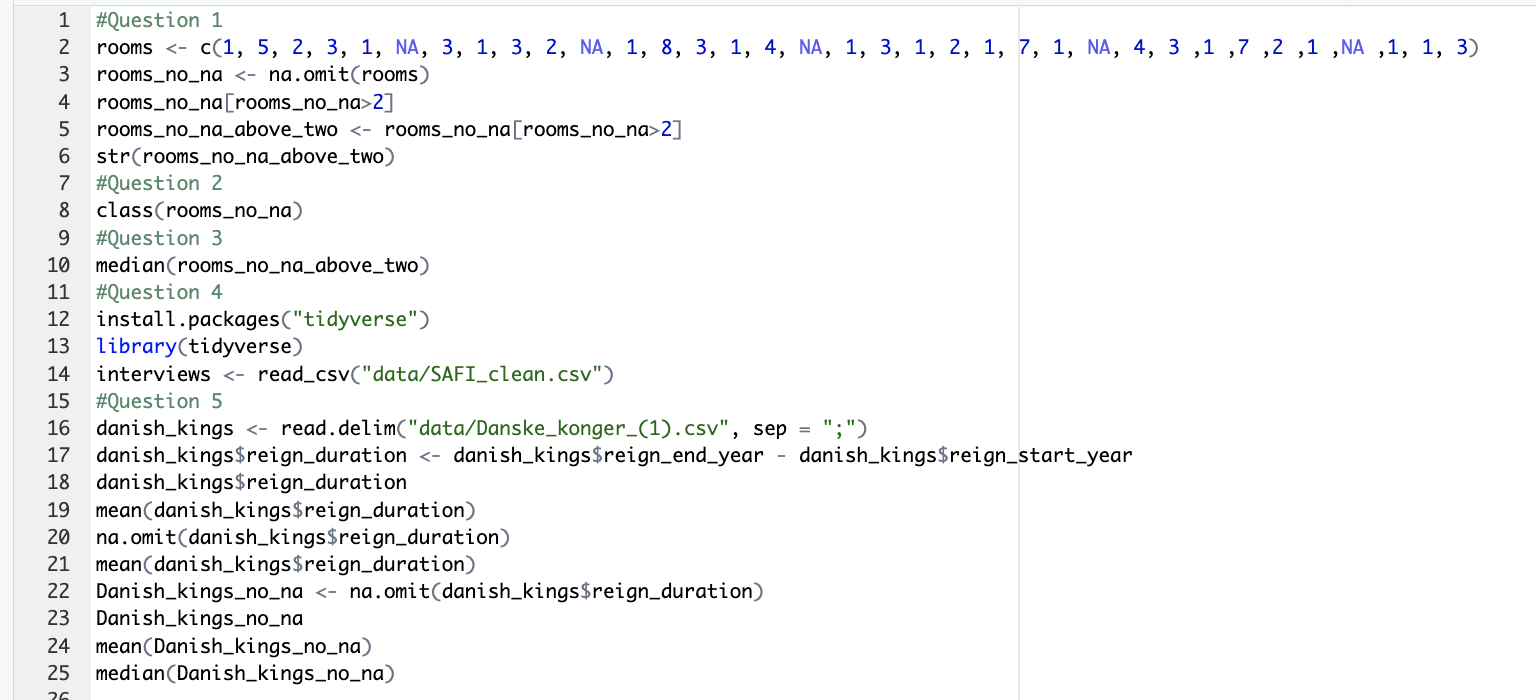 1 #Question 1
2 rooms <- c(1, 5, 2, 3, 1, NA, 3, 1, 3, 2, NA, 1, 8, 3, 1, 4, NA, 1, 3, 1, 2, 1, 7, 1, NA, 4, 3 ,1 ,7 ,2 ,1 ,NA ,1, 1, 3)
3 rooms_no_na <- na.omit(rooms)
4 rooms_no_na[rooms_no_na>2]
5 rooms_no_na_above_two <- rooms_no_na[rooms_no_na>2]
6 str(rooms_no_na_above_two)
7 #Question 2
8 class(rooms_no_na)
9 #Question 3
10 median(rooms_no_na_above_two)
11 #Question 4
12 install.packages("tidyverse")
13 library(tidyverse)
14 interviews <- read_csv("data/SAFI_clean.csv")
15 #Question 5
16 danish_kings <- read.delim("data/Danske_konger_(1).csv", sep = ";")
17 danish_kings$reign_duration <- danish_kings$reign_end_year - danish_kings$reign_start_year
18 danish_kings$reign_duration
19 mean(danish_kings$reign_duration)
20 na.omit(danish_kings$reign_duration)
21 mean(danish_kings$reign_duration)
22 Danish_kings_no_na <- na.omit(danish_kings$reign_duration)
23 Danish_kings_no_na
24 mean(Danish_kings_no_na)
25 median(Danish_kings_no_na)
26